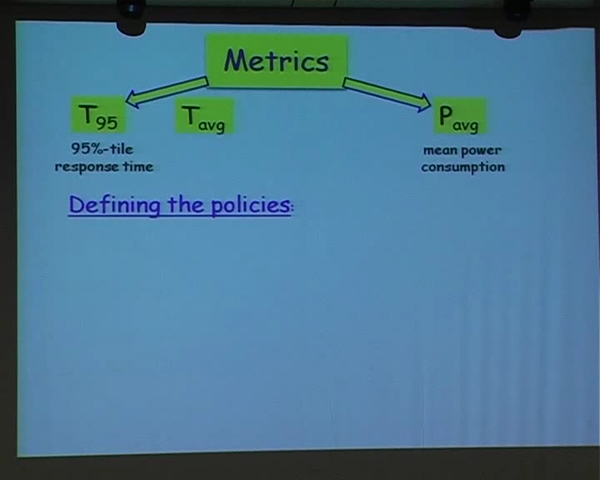 Metrics
T95 Tavg Pavg
95%-tile
response time
mean power
consumption
Defining the policies: